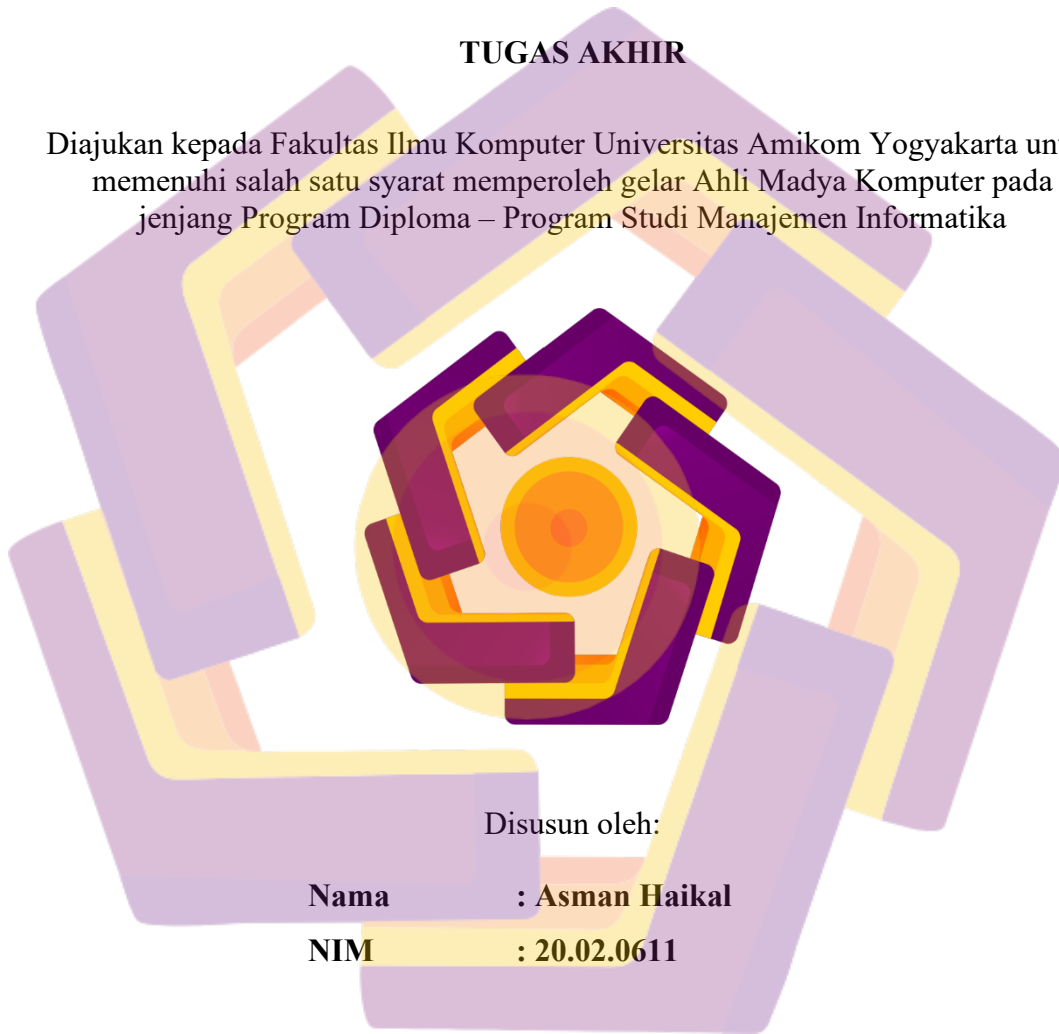 TUGAS AKHIR
Diajukan kepada Fakultas Ilmu Komputer Universitas Amikom Yogyakarta un
memenuhi salah satu syarat memperoleh gelar Ahli Madya Komputer pada
jenjang Program Diploma – Program Studi Manajemen Informatika
Disusun oleh:
Nama : Asman Haikal
NIM : 20.02.0611